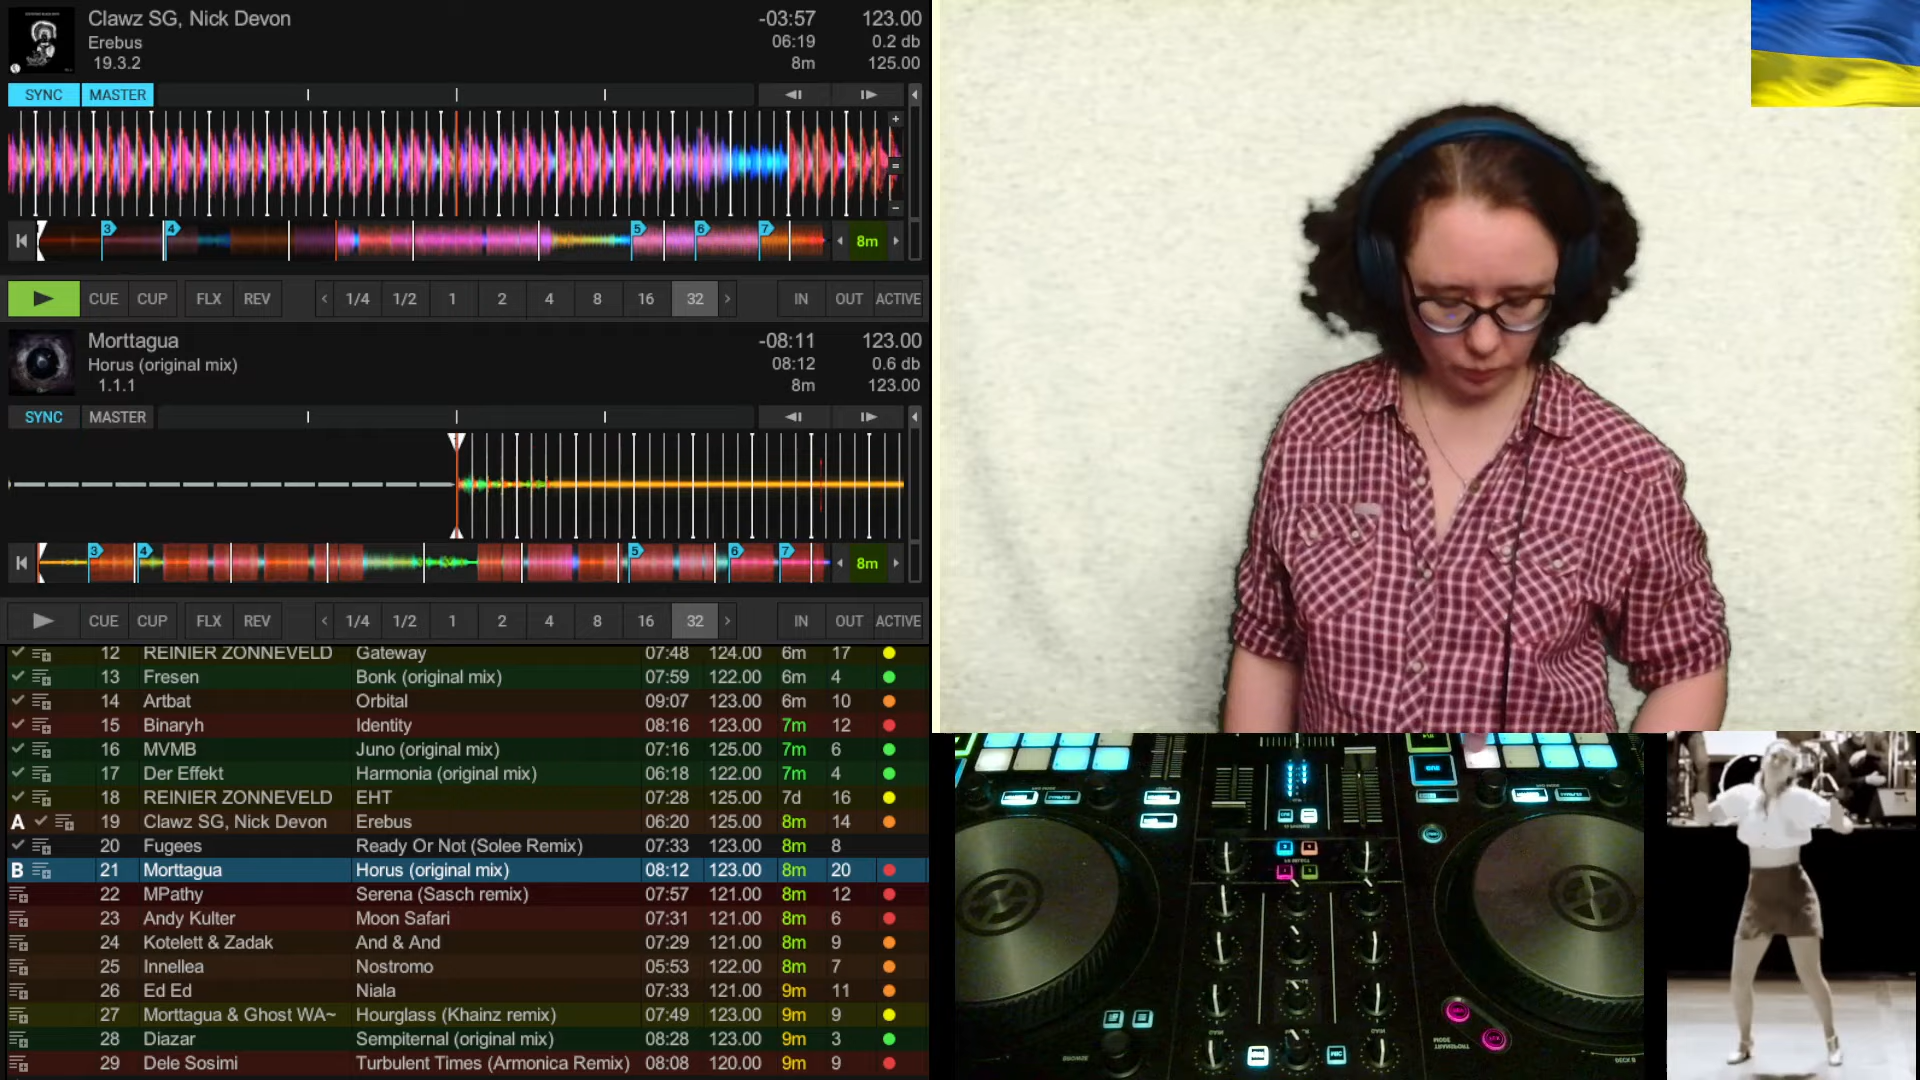 Clawz SG, Nick Devon -03:57 123.00
Erebus 06:19 0.2 db
19.3.2 8m 125.00
SYNC MASTER
3 4 5 6 7 8m
CUE CUP FLX REV 1/4 1/2 1 2 4 8 16 32 IN OUT ACTIVE
Morttagua -08:11 123.00
Horus (original mix) 08:12 0.6 db
1.1.1 8m 123.00
SYNC MASTER
3 4 5 6 7 8m
CUE CUP FLX REV 1/4 1/2 1 2 4 8 16 32 IN OUT ACTIVE
12 REINIER ZONNEVELD Gateway 07:48 124.00 6m 17
13 Fresen Bonk (original mix) 07:59 122.00 6m 4
14 Artbat Orbital 09:07 123.00 6m 10
15 Binaryh Identity 08:16 123.00 7m 12
16 MVMB Juno (original mix) 07:16 125.00 7m 6
17 Der Effekt Harmonia (original mix) 06:18 122.00 7m 4
18 REINIER ZONNEVELD EHT 07:28 125.00 7d 16
A 19 Clawz SG, Nick Devon Erebus 06:20 125.00 8m 14
20 Fugees Ready Or Not (Solee Remix) 07:33 123.00 8m 8
B 21 Morttagua Horus (original mix) 08:12 123.00 8m 20
22 MPathy Serena (Sasch remix) 07:57 121.00 8m 12
23 Andy Kulter Moon Safari 07:31 121.00 8m 6
24 Kotelett & Zadak And & And 07:29 121.00 8m 9
25 Innellea Nostromo 05:53 122.00 8m 7
26 Ed Ed Niala 07:33 121.00 9m 11
27 Morttagua & Ghost WA~ Hourglass (Khainz remix) 07:49 123.00 9m 9
28 Diazar Sempiternal (original mix) 08:28 123.00 9m 3
29 Dele Sosimi Turbulent Times (Armonica Remix) 08:08 120.00 9m 9